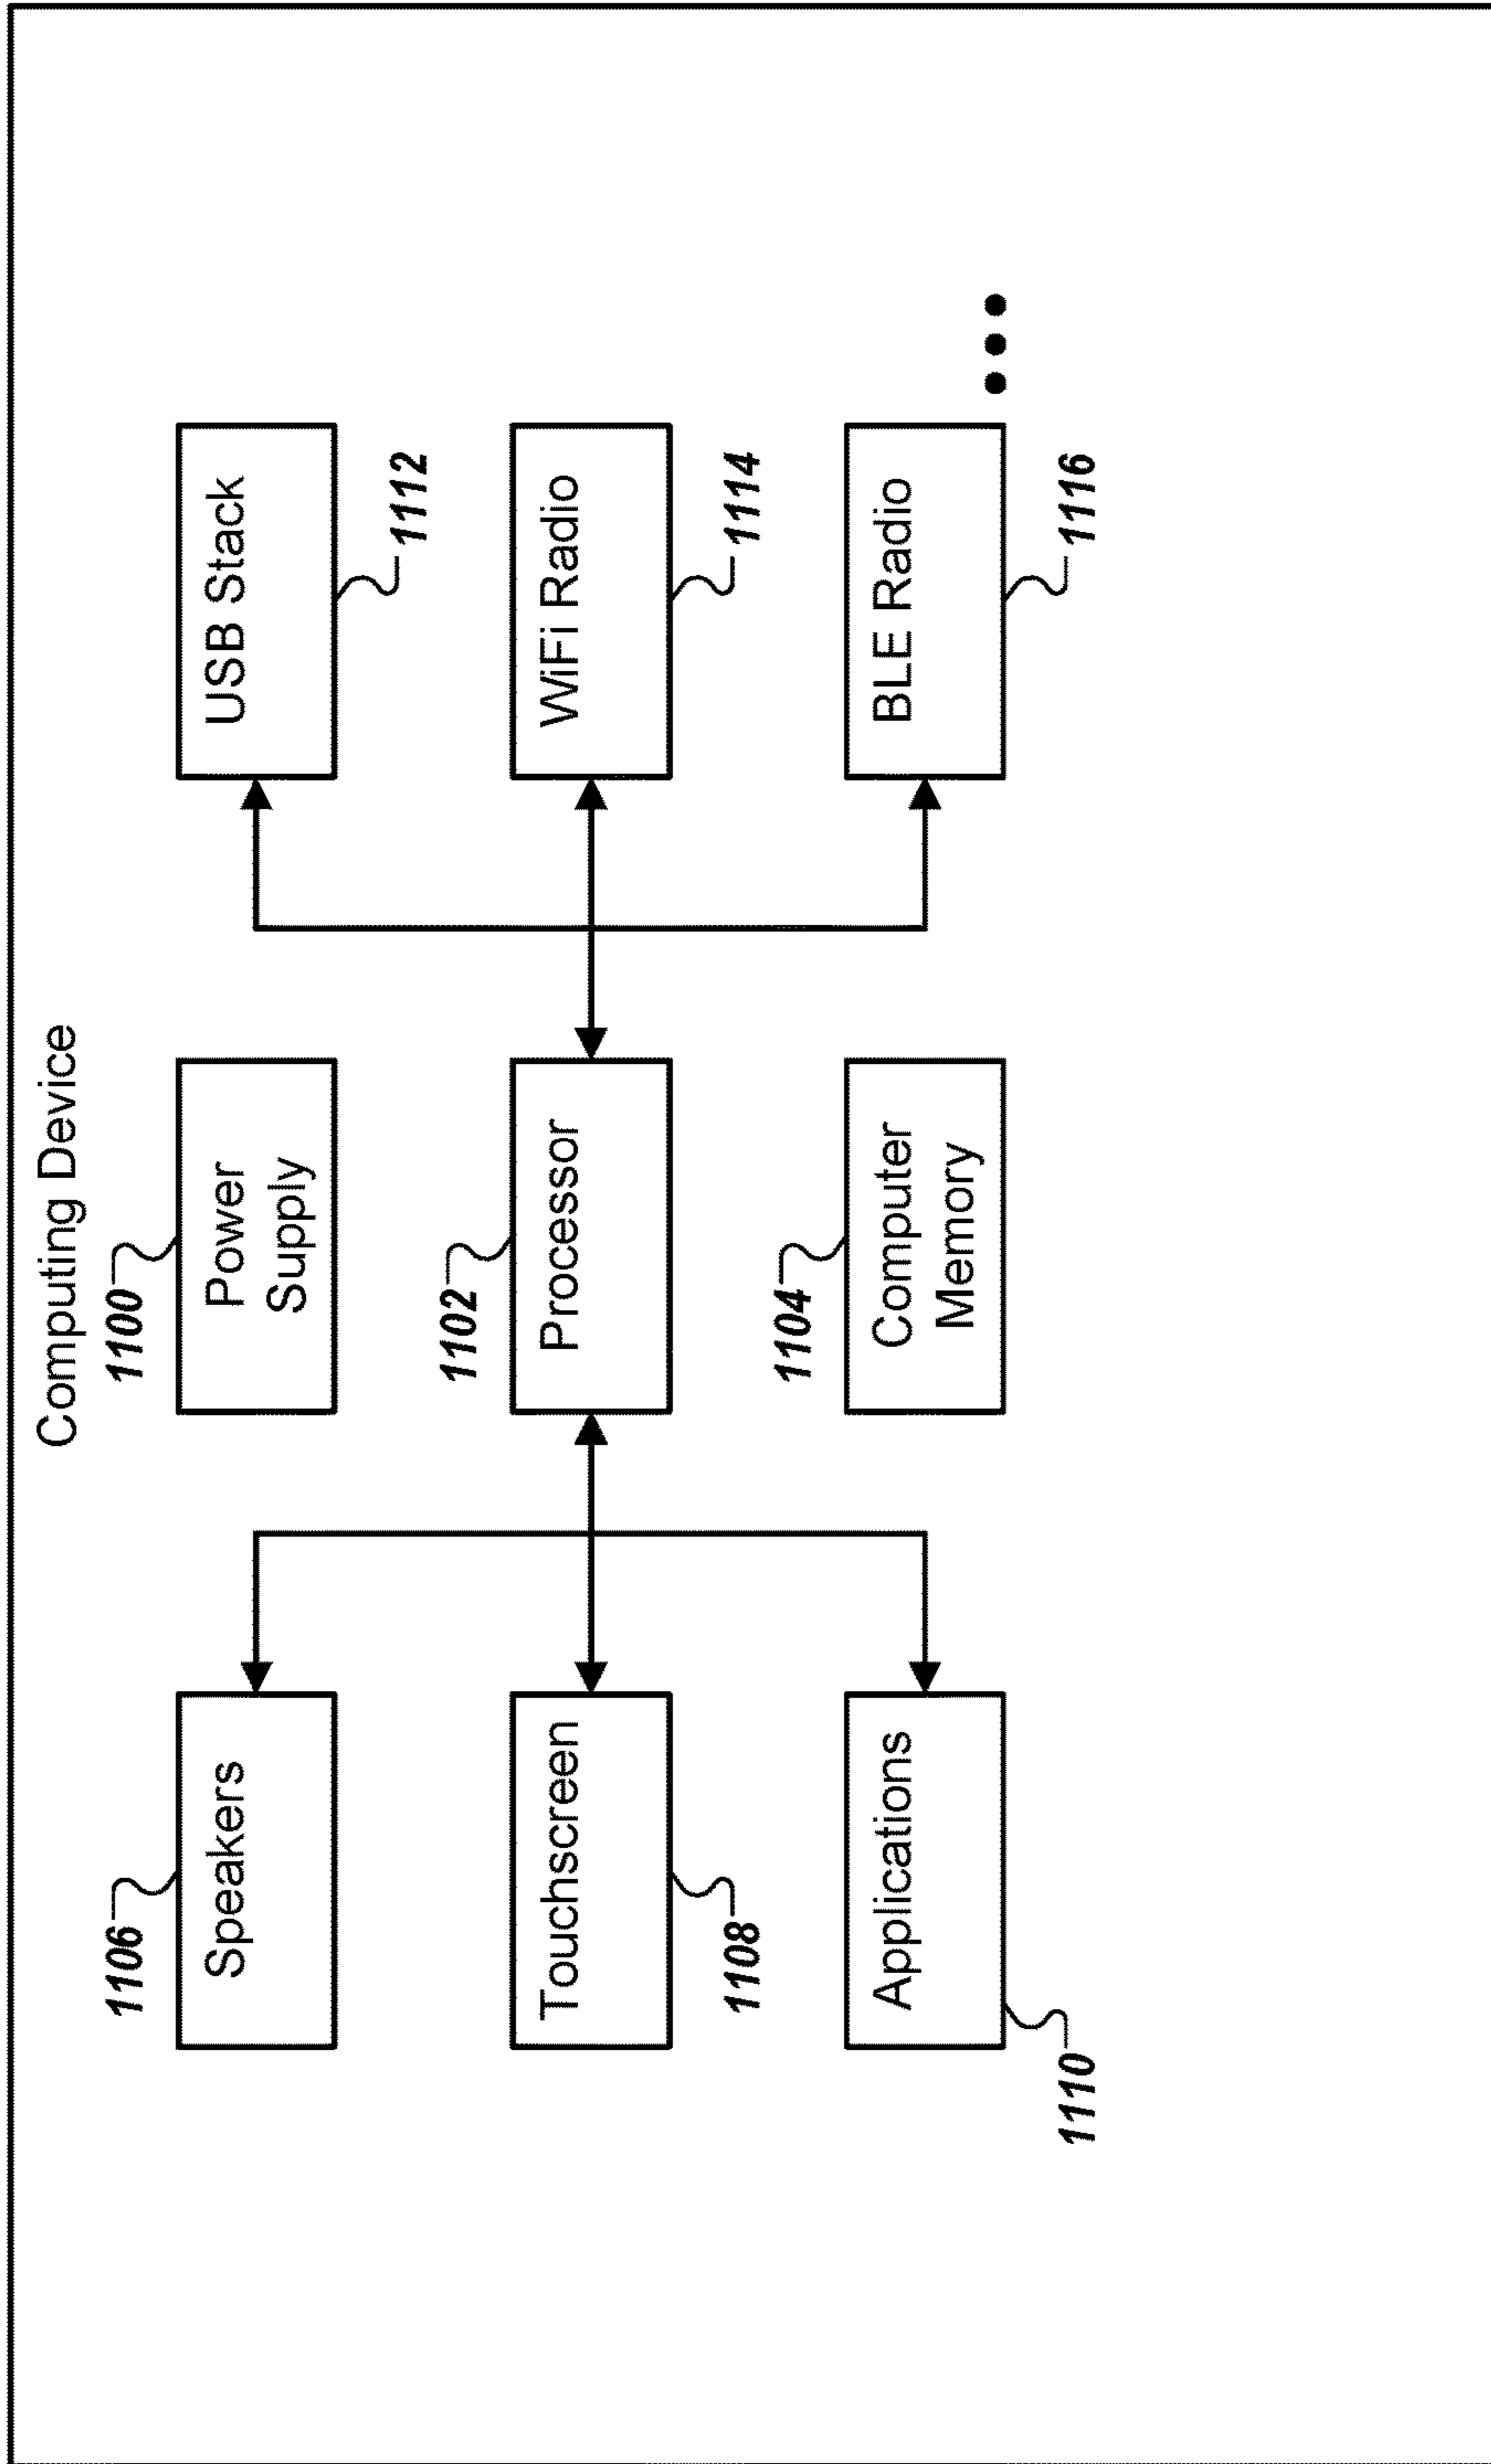 Computing Device
1106
Speakers
1100
Power
Supply
USB Stack
1112
Touchscreen
1108
1102
Processor
WiFi Radio
1114
Applications
1110
1104
Computer
Memory
BLE Radio
1116